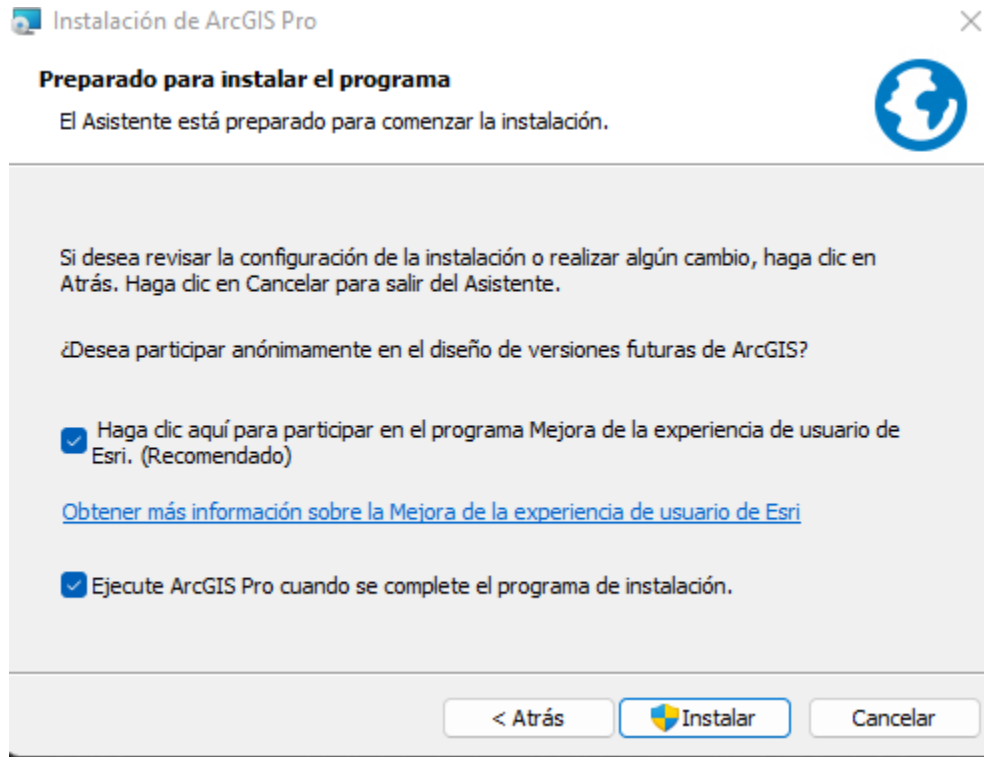 Instalación de ArcGIS Pro
Preparado para instalar el programa
El Asistente está preparado para comenzar la instalación.
Si desea revisar la configuración de la instalación o realizar algún cambio, haga clic en
Atrás. Haga clic en Cancelar para salir del Asistente.
¿Desea participar anónimamente en el diseño de versiones futuras de ArcGIS?
Haga clic aquí para participar en el programa Mejora de la experiencia de usuario de
Esri. (Recomendado)
Obtener más información sobre la Mejora de la experiencia de usuario de Esri
Ejecute ArcGIS Pro cuando se complete el programa de instalación.
< Atrás
Instalar
Cancelar